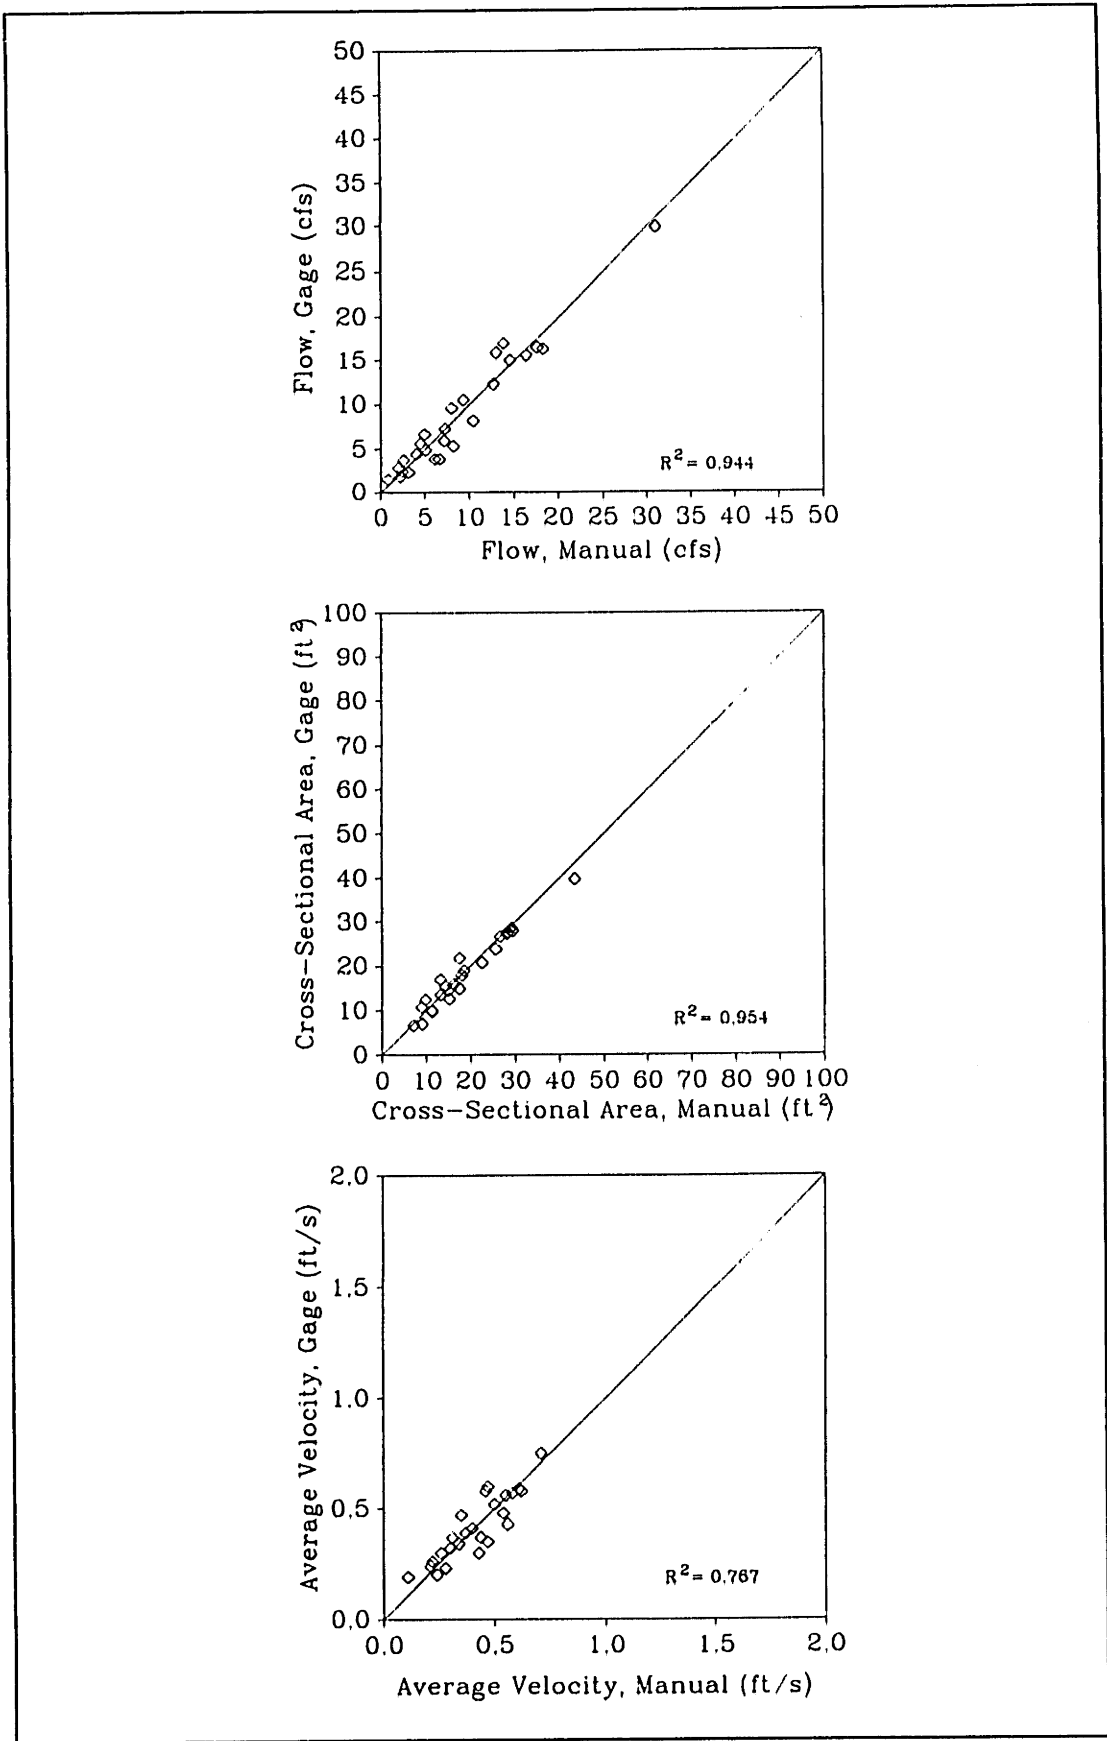 50
45
40
35
30
25
20
15
10
5
0
Flow, Gage (cfs)
R² = 0.944
0 5 10 15 20 25 30 35 40 45 50
Flow, Manual (cfs)
100
90
80
70
60
50
40
30
20
10
0
Cross-Sectional Area, Gage (ft²)
R² = 0.954
0 10 20 30 40 50 60 70 80 90 100
Cross-Sectional Area, Manual (ft²)
2.0
1.5
1.0
0.5
0.0
Average Velocity, Gage (ft/s)
R² = 0.767
0.0 0.5 1.0 1.5 2.0
Average Velocity, Manual (ft/s)